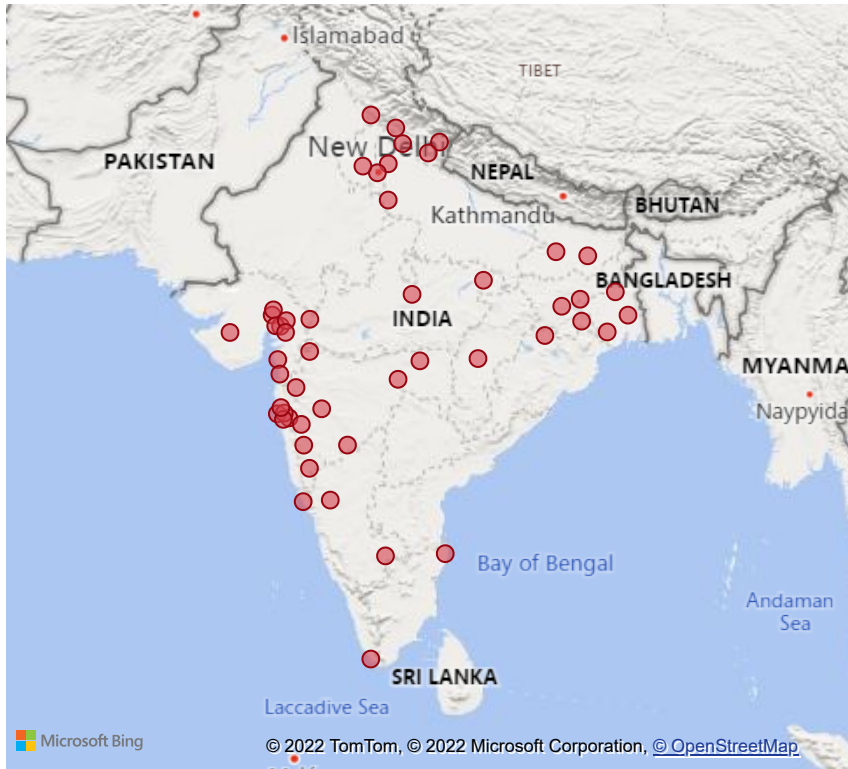 Islamabad
TIBET
New Delhi
PAKISTAN
NEPAL
BHUTAN
Kathmandu
BANGLADESH
INDIA
MYANMA
Naypyida
Bay of Bengal
Andaman
Sea
SRI LANKA
Laccadive Sea
Microsoft Bing
© 2022 TomTom, © 2022 Microsoft Corporation, © OpenStreetMap